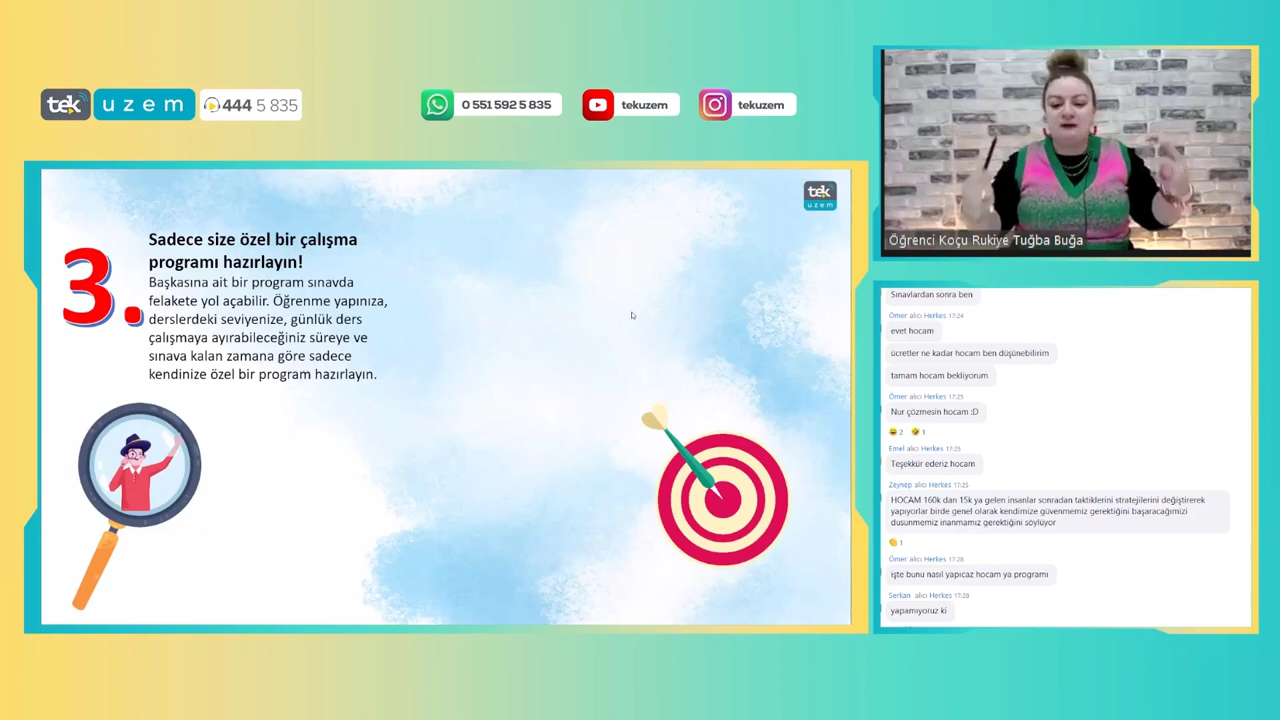 tek uzem 444 5 835
0 551 592 5 835
tekuzem
tekuzem
tek
uzem
3.
Sadece size özel bir çalışma
programı hazırlayın!
Başkasına ait bir program sınavda
felakete yol açabilir. Öğrenme yapınıza,
derslerdeki seviyenize, günlük ders
çalışmaya ayırabileceğiniz süreye ve
sınava kalan zamana göre sadece
kendinize özel bir program hazırlayın.
Öğrenci Koçu Rukiye Tuğba Buğa
Sınavlardan sonra ben
Ömer alıcı Herkes 17:24
evet hocam
ücretler ne kadar hocam ben düşünebilirim
tamam hocam bekliyorum
Ömer alıcı Herkes 17:25
Nur çözmesin hocam :D
2 1
Emel alıcı Herkes 17:25
Teşekkür ederiz hocam
Zeynep alıcı Herkes 17:25
HOCAM 160k dan 15k ya gelen insanlar sonradan taktiklerini stratejilerini değiştirerek
yapıyorlar birde genel olarak kendimize güvenmemiz gerektiğini başaracağımızi
dusunmemiz inanmamız gerektiğini söylüyor
1
Ömer alıcı Herkes 17:28
işte bunu nasıl yapıcaz hocam ya programı
Serkan alıcı Herkes 17:28
yapamıyoruz ki